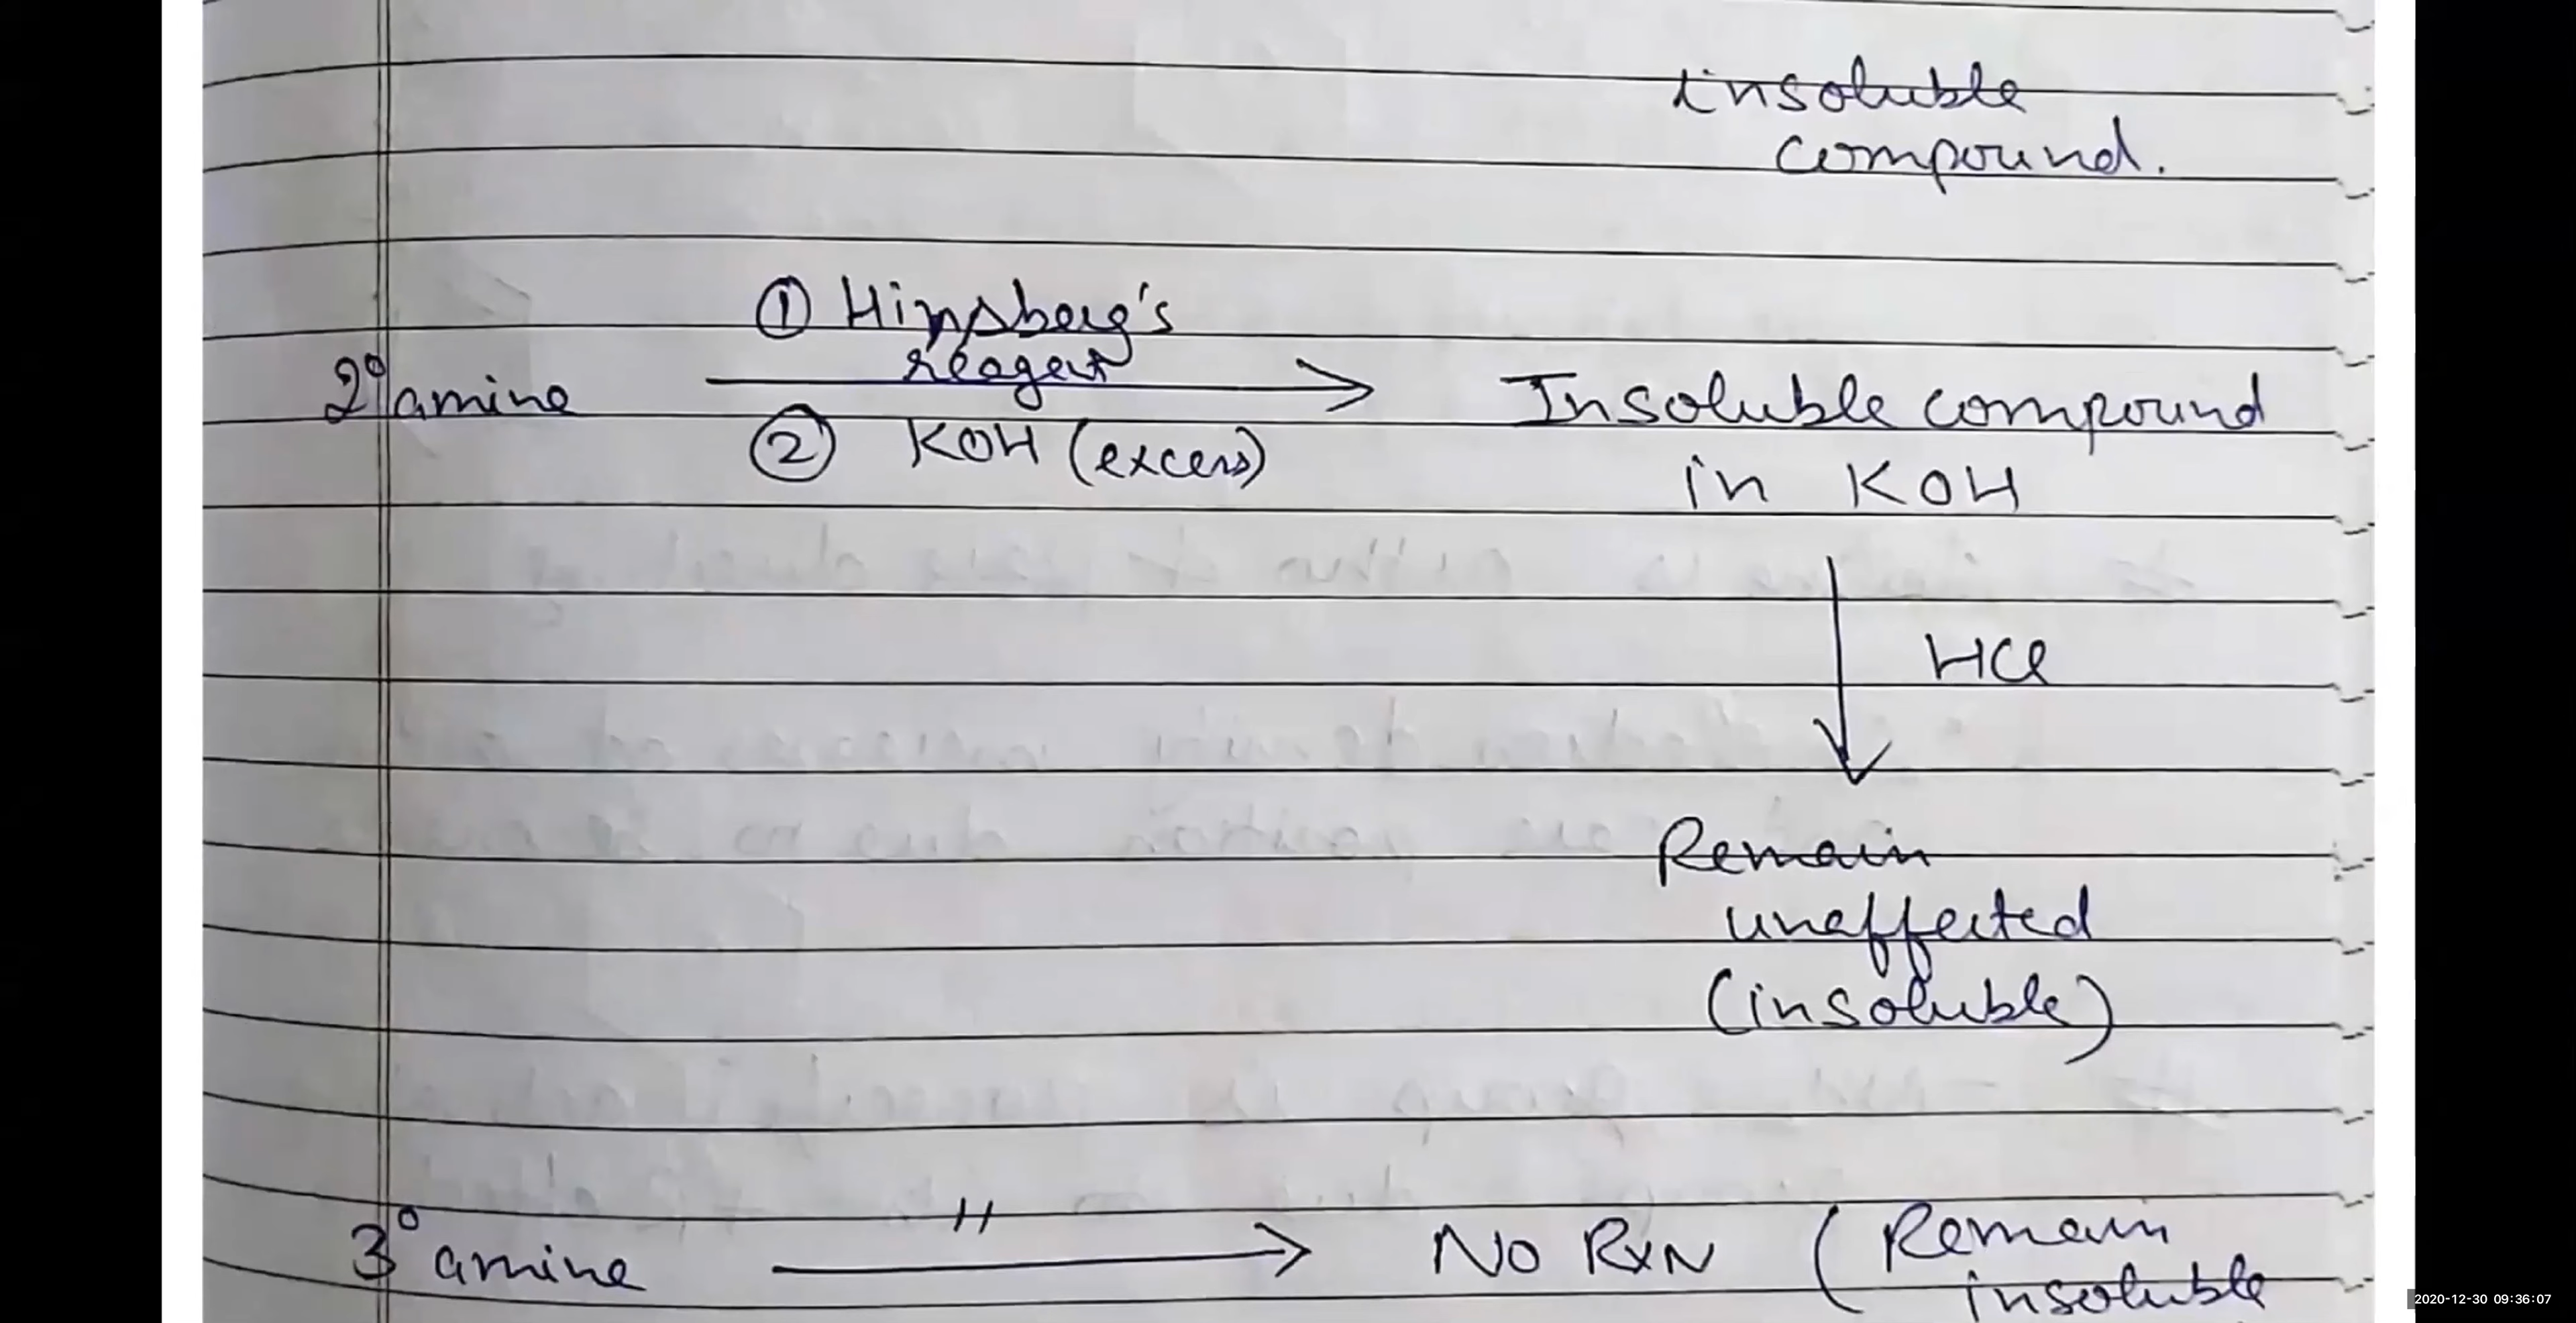 insoluble
compound.
① Hinsberg's
reagent
2° amine
Insoluble compound
② KOH (excess)
in KOH
HCl
Remain
unaffected
(insoluble)
3° amine
"
NO RXN (Remain
insoluble
2020-12-30 09:36:07